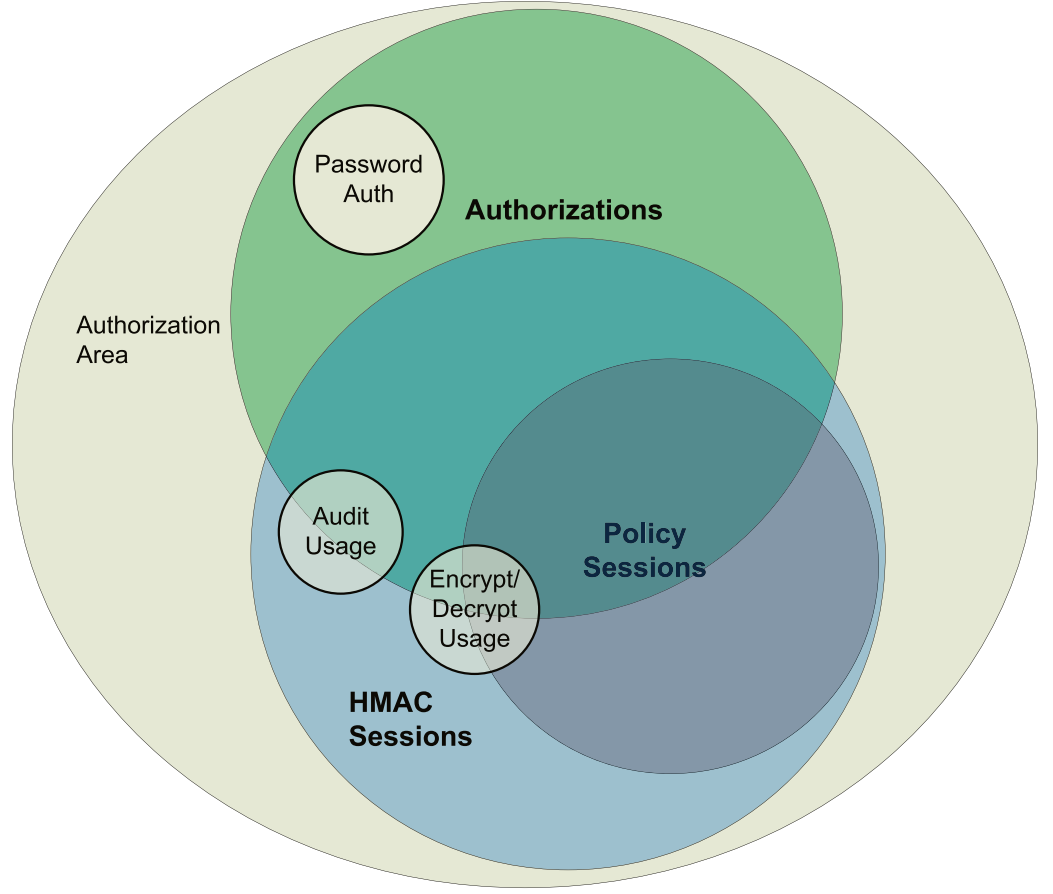 Password
Auth
Authorizations
Authorization
Area
Audit
Usage
Policy
Sessions
Encrypt/
Decrypt
Usage
HMAC
Sessions